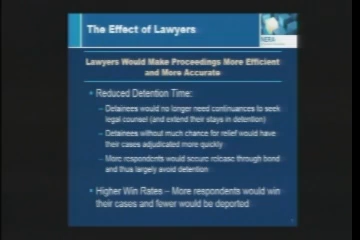 The Effect of Lawyers
NERA
Lawyers Would Make Proceedings More Efficient
and More Accurate
• Reduced Detention Time:
– Detainees would no longer need continuances to seek
legal counsel (and extend their stays in detention)
– Detainees without much chance for relief would have
their cases adjudicated more quickly
– More respondents would secure release through bond
and thus largely avoid detention
• Higher Win Rates – More respondents would win
their cases and fewer would be deported